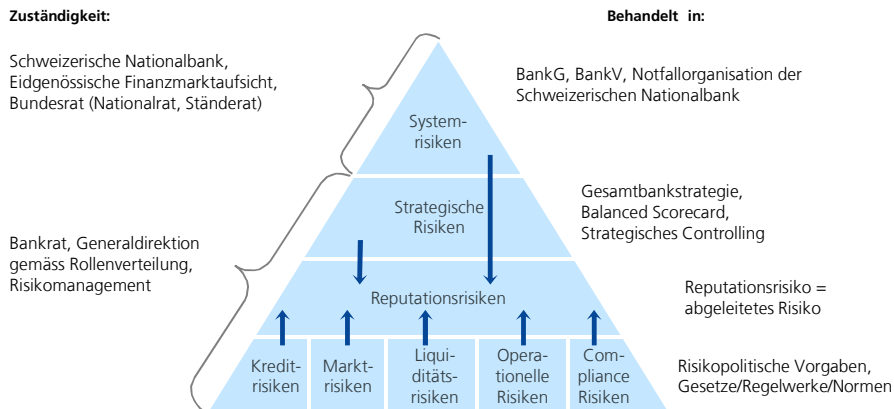 Zuständigkeit:
Behandelt in:
Schweizerische Nationalbank,
Eidgenössische Finanzmarktaufsicht,
Bundesrat (Nationalrat, Ständerat)
System-
risiken
BankG, BankV, Notfallorganisation der
Schweizerischen Nationalbank
Bankrat, Generaldirektion
gemäss Rollenverteilung,
Risikomanagement
Strategische
Risiken
Gesamtbankstrategie,
Balanced Scorecard,
Strategisches Controlling
Reputationsrisiken
Reputationsrisiko =
abgeleitetes Risiko
Kredit-
risiken
Markt-
risiken
Liqui-
ditäts-
risiken
Opera-
tionelle
Risiken
Com-
pliance
Risiken
Risikopolitische Vorgaben,
Gesetze/Regelwerke/Normen